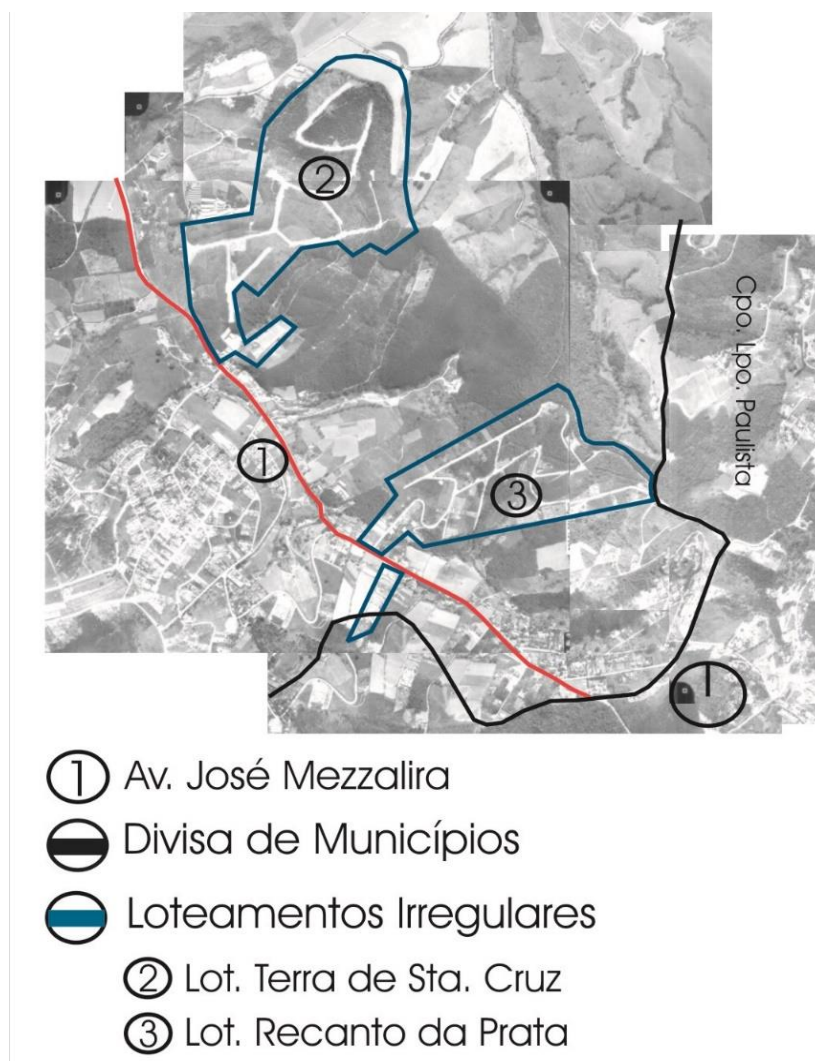 2
1
3
Cpo. Lpo. Paulista
1 Av. José Mezzalira
Divisa de Municípios
Loteamentos Irregulares
2 Lot. Terra de Sta. Cruz
3 Lot. Recanto da Prata